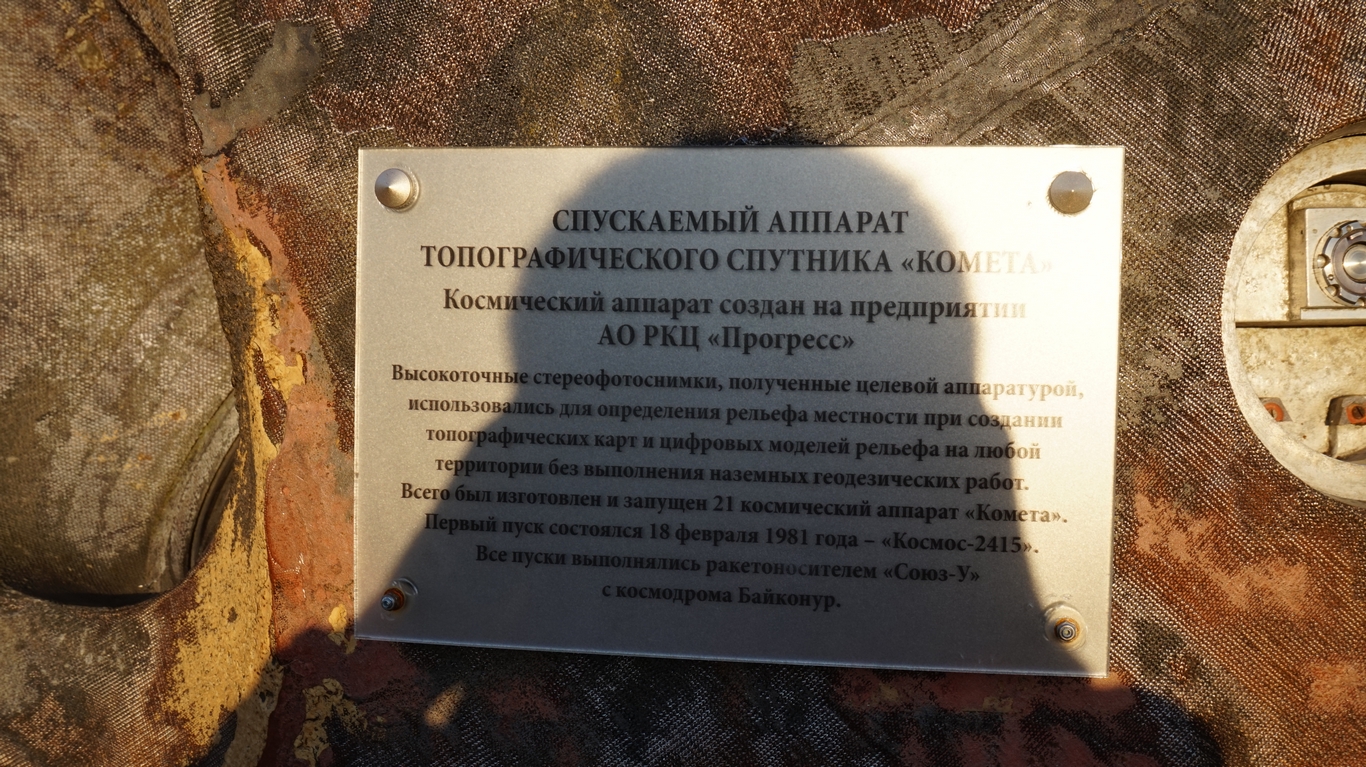 СПУСКАЕМЫЙ АППАРАТ
ТОПОГРАФИЧЕСКОГО СПУТНИКА «КОМЕТА»
Космический аппарат создан на предприятии
АО РКЦ «Прогресс»
Высокоточные стереофотоснимки, полученные целевой аппаратурой,
использовались для определения рельефа местности при создании
топографических карт и цифровых моделей рельефа на любой
территории без выполнения наземных геодезических работ.
Всего был изготовлен и запущен 21 космический аппарат «Комета».
Первый пуск состоялся 18 февраля 1981 года – «Космос-2415».
Все пуски выполнялись ракетоносителем «Союз-У»
с космодрома Байконур.